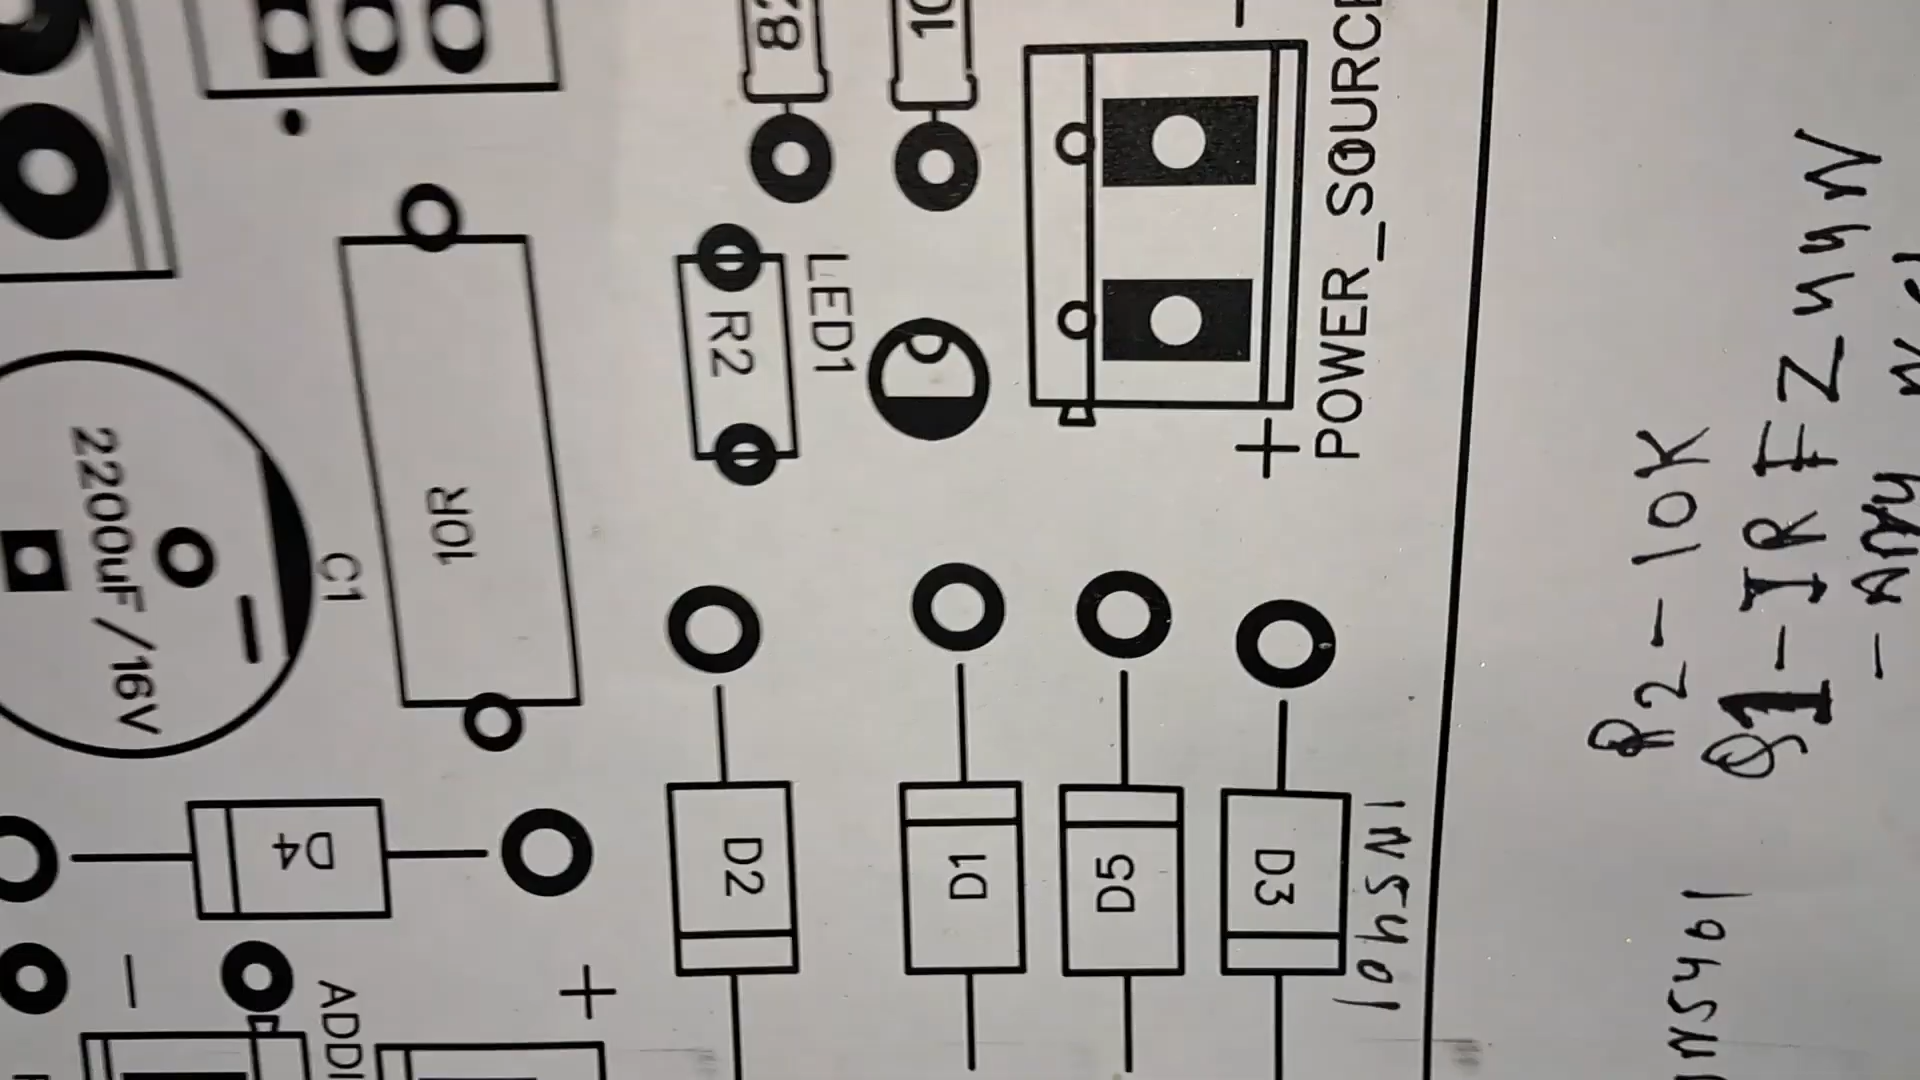 POWER_SOURCE
+
LED1
R2
10R
C1
2200uF/16V
D4
D2
D1
D5
D3
1N5401
+
R2-10K
Q1-IRFZ44N
1N5401